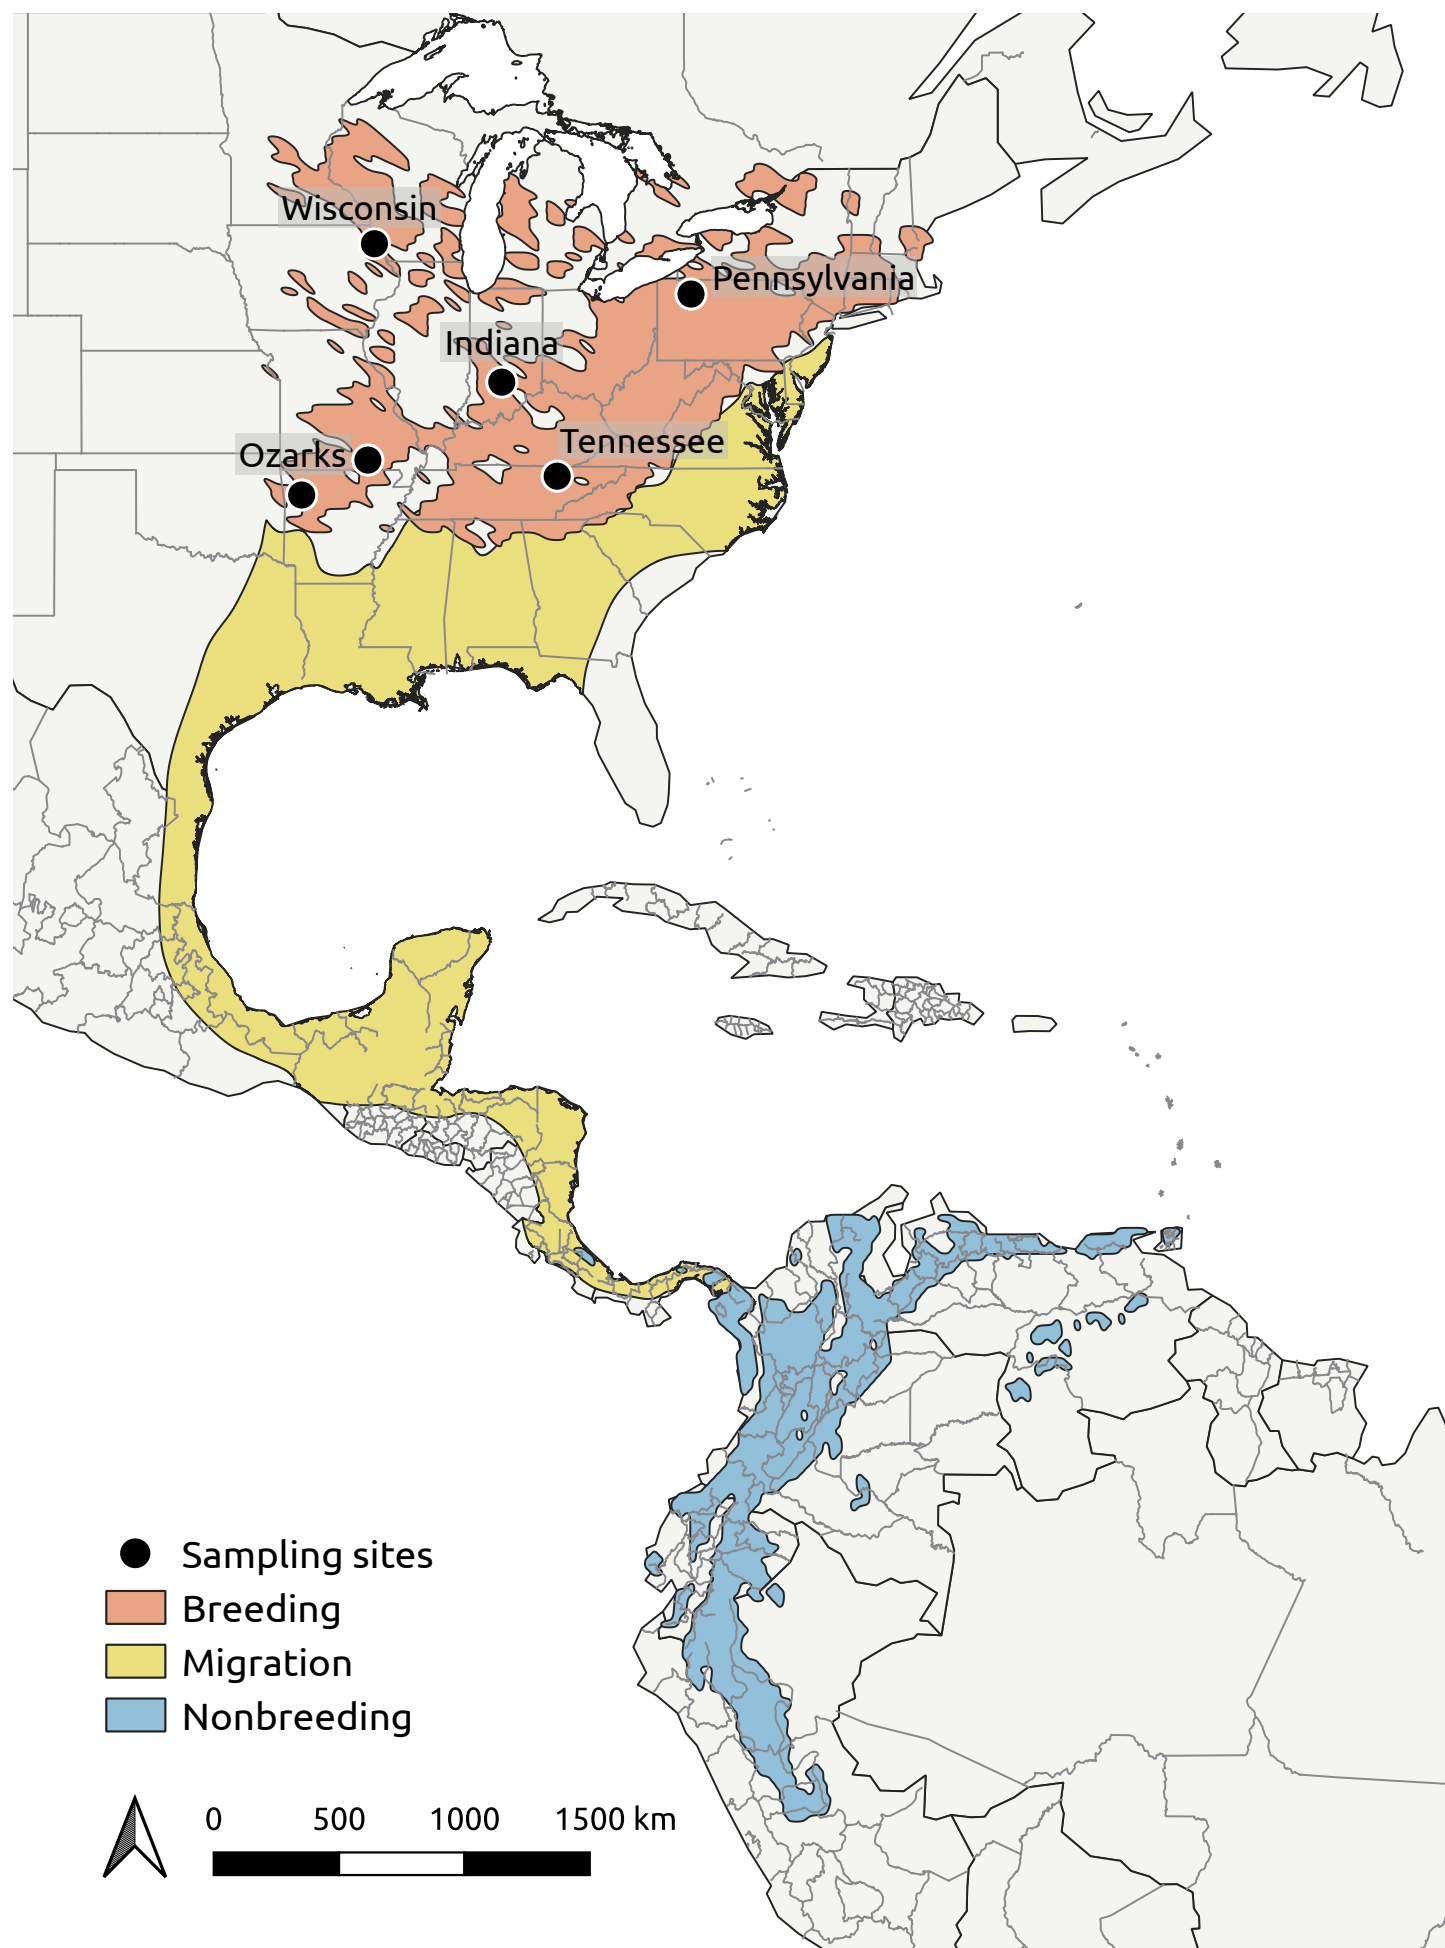 Wisconsin
Pennsylvania
Indiana
Tennessee
Ozarks
Sampling sites
Breeding
Migration
Nonbreeding
0 500 1000 1500 km